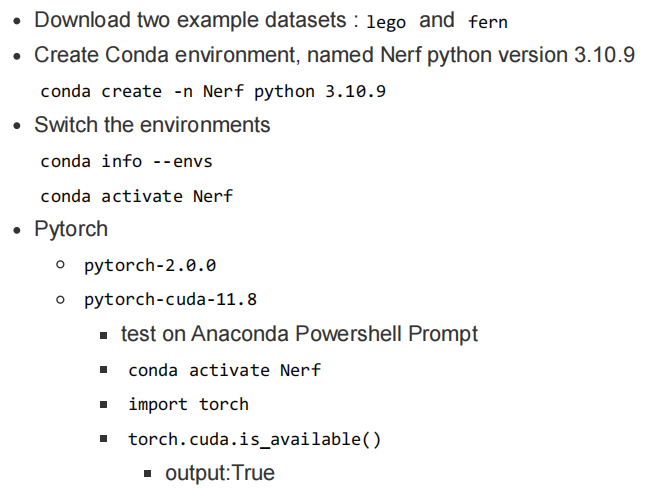 Download two example datasets : lego and fern
Create Conda environment, named Nerf python version 3.10.9
conda create -n Nerf python 3.10.9
Switch the environments
conda info --envs
conda activate Nerf
Pytorch
pytorch-2.0.0
pytorch-cuda-11.8
test on Anaconda Powershell Prompt
conda activate Nerf
import torch
torch.cuda.is_available()
output:True